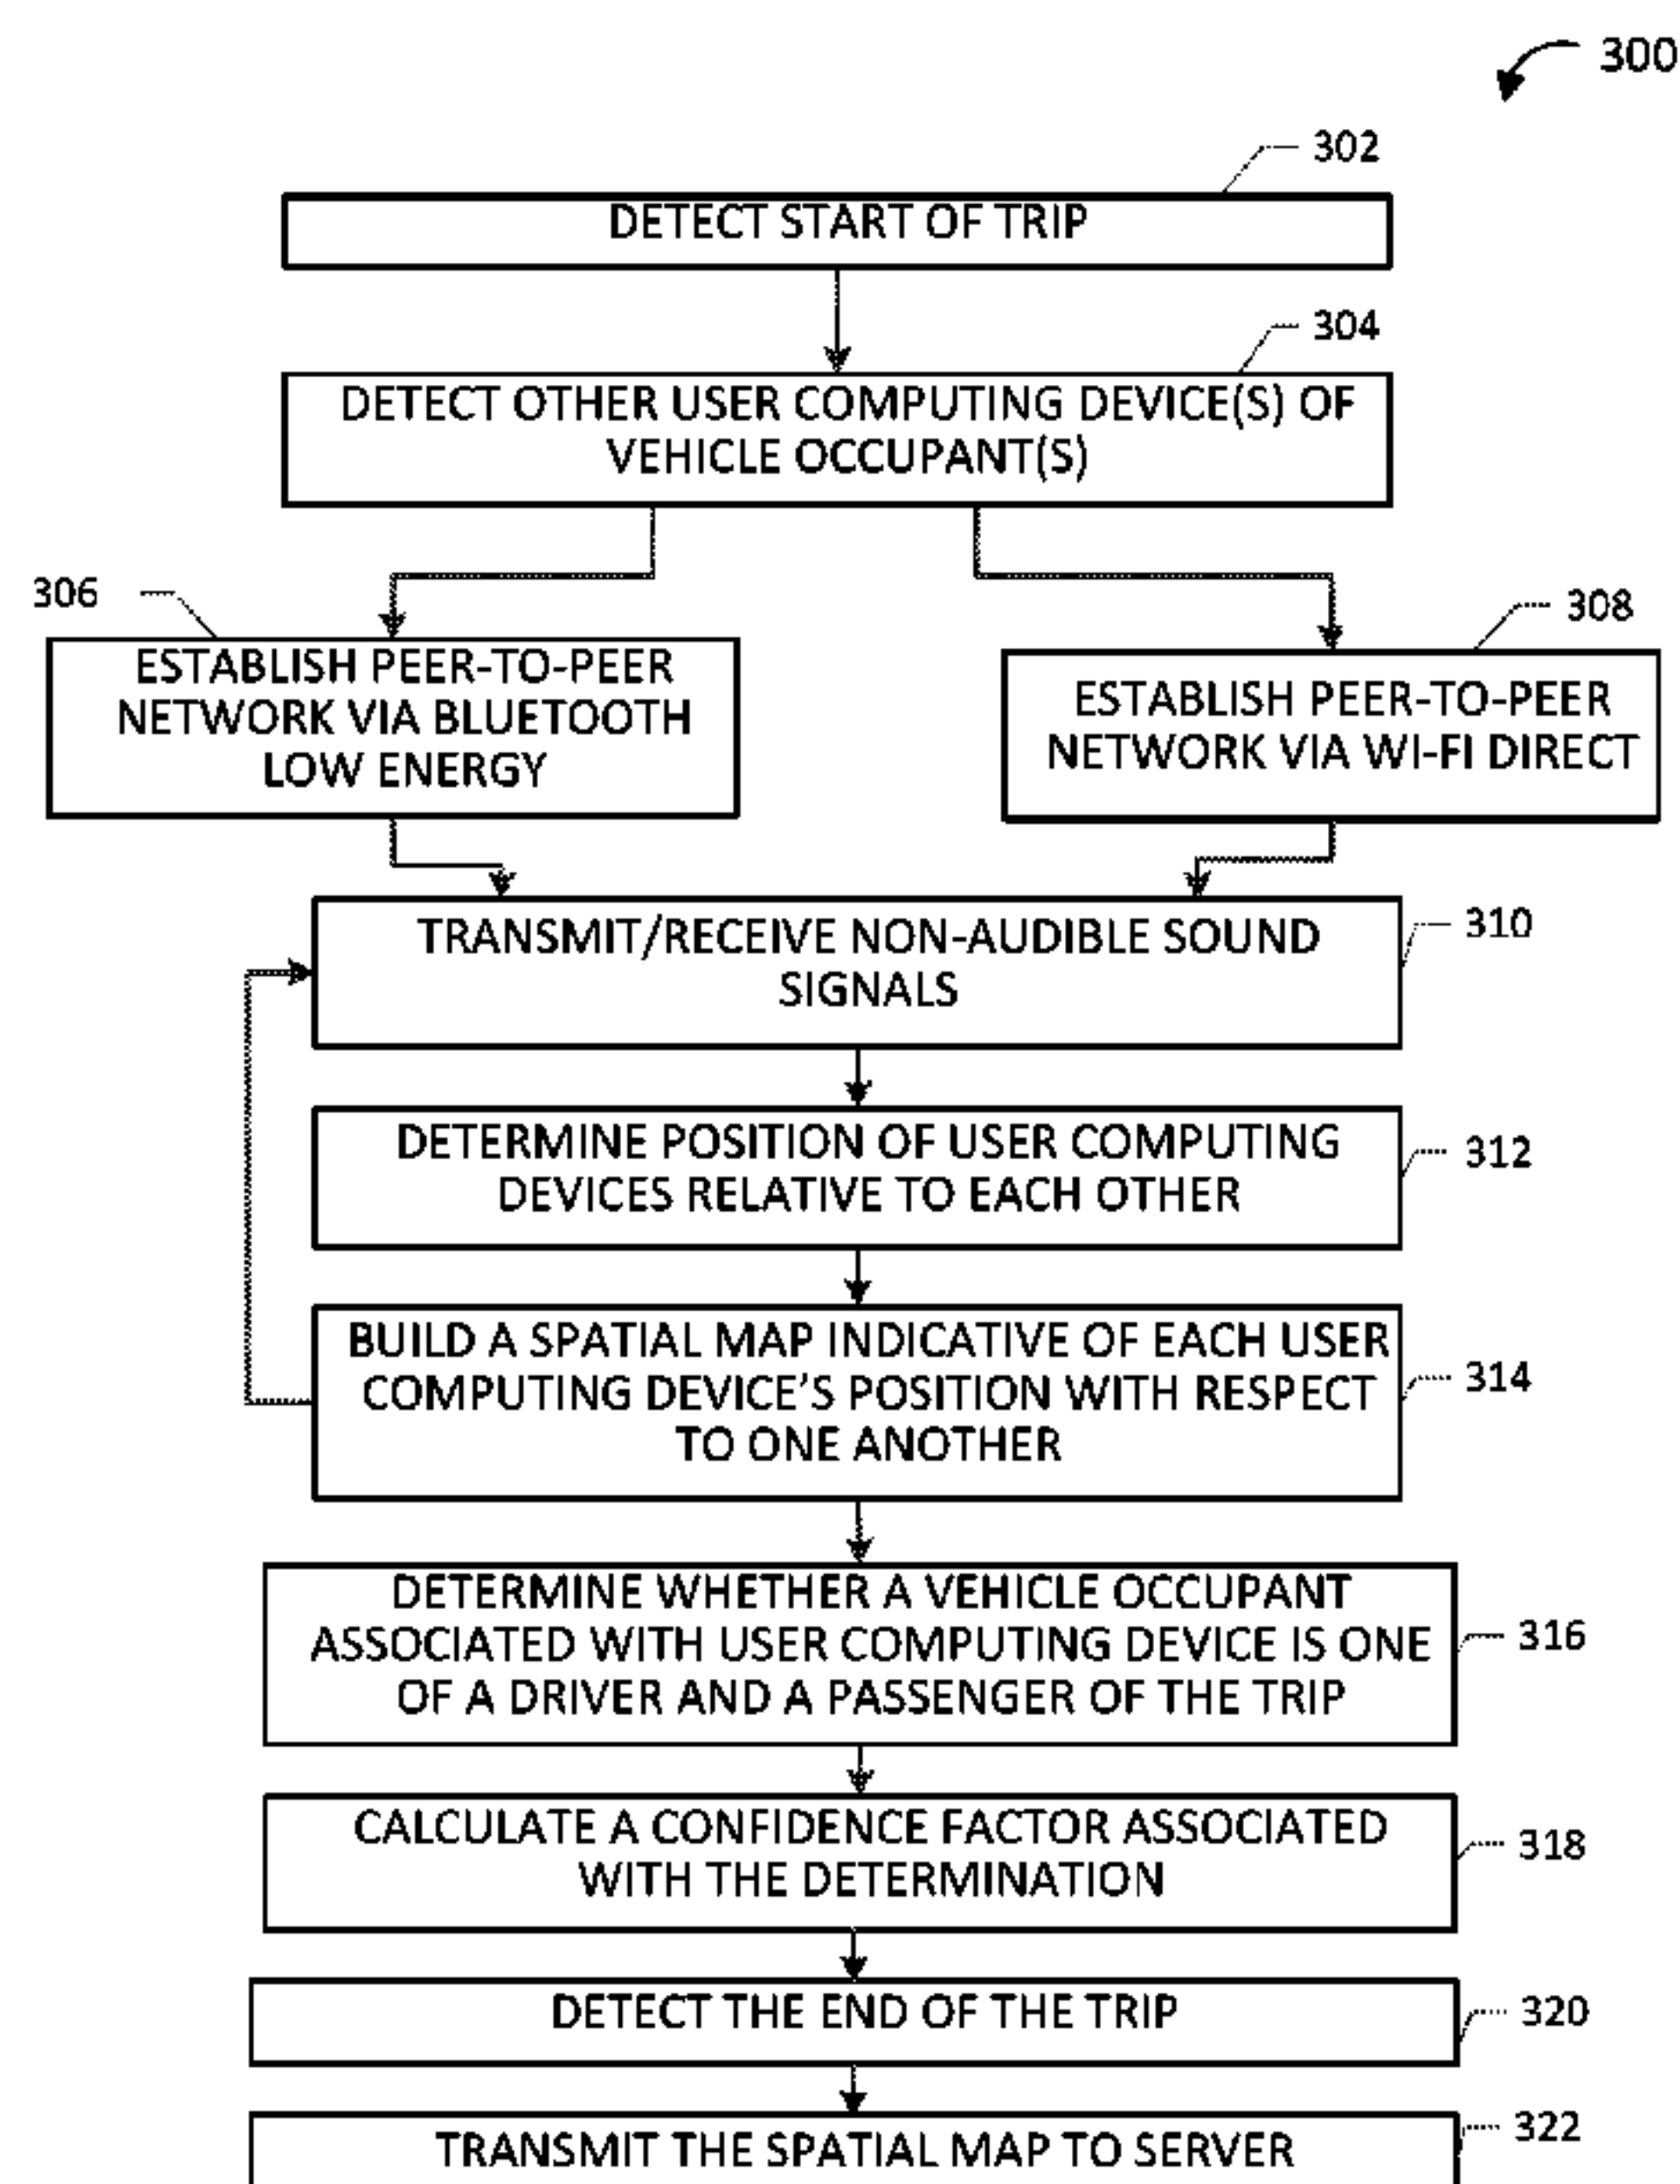 300
302
DETECT START OF TRIP
304
DETECT OTHER USER COMPUTING DEVICE(S) OF
VEHICLE OCCUPANT(S)
306
308
ESTABLISH PEER-TO-PEER
NETWORK VIA BLUETOOTH
LOW ENERGY
ESTABLISH PEER-TO-PEER
NETWORK VIA WI-FI DIRECT
310
TRANSMIT/RECEIVE NON-AUDIBLE SOUND
SIGNALS
312
DETERMINE POSITION OF USER COMPUTING
DEVICES RELATIVE TO EACH OTHER
314
BUILD A SPATIAL MAP INDICATIVE OF EACH USER
COMPUTING DEVICE'S POSITION WITH RESPECT
TO ONE ANOTHER
316
DETERMINE WHETHER A VEHICLE OCCUPANT
ASSOCIATED WITH USER COMPUTING DEVICE IS ONE
OF A DRIVER AND A PASSENGER OF THE TRIP
318
CALCULATE A CONFIDENCE FACTOR ASSOCIATED
WITH THE DETERMINATION
320
DETECT THE END OF THE TRIP
322
TRANSMIT THE SPATIAL MAP TO SERVER